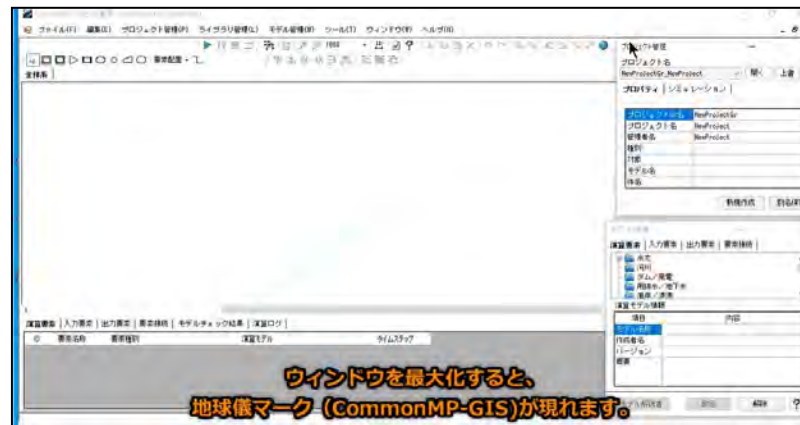 ファイル(F) 編集(E) プロジェクト管理(P) ライブラリ管理(L) モデル管理(M) ツール(T) ウィンドウ(W) ヘルプ(H)
要素配置
全体系
プロジェクト管理
プロジェクト名
NewProjectGr_NewProject 開く 上書
プロパティ シミュレーション
プロジェクトGr名 NewProjectGr
プロジェクト名 NewProject
管理者名 NewProject
種別
対象
モデル名
件名
新規作成
演算要素 入力要素 出力要素 要素接続
水文
河川
ダム/発電
用排水/地下水
演算モデル情報
項目 内容
モデル名称
作成者名
バージョン
概要
解除
演算要素 入力要素 出力要素 要素接続 モデルチェック結果 演算ログ
要素名称 要素種別 演算モデル タイムステップ
ウィンドウを最大化すると、
地球儀マーク（CommonMP-GIS)が現れます。